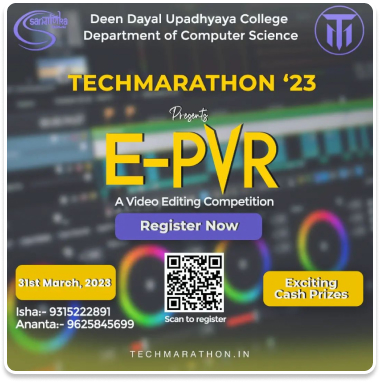 sanganika
Deen Dayal Upadhyaya College
Department of Computer Science
TECHMARATHON ‘23
Presents
E-PVR
A Video Editing Competition
Register Now
31st March, 2023
Exciting
Cash Prizes
Scan to register
Isha:- 9315222891
Ananta:- 9625845699
TECHMARATHON.IN